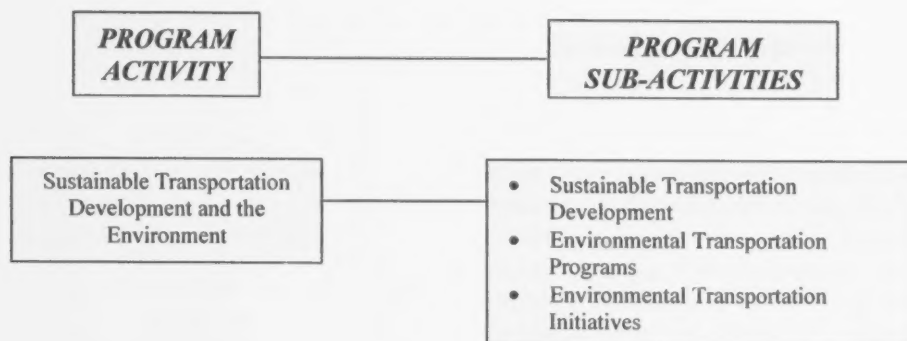 PROGRAM
ACTIVITY
PROGRAM
SUB-ACTIVITIES
Sustainable Transportation
Development and the
Environment
• Sustainable Transportation
Development
• Environmental Transportation
Programs
• Environmental Transportation
Initiatives